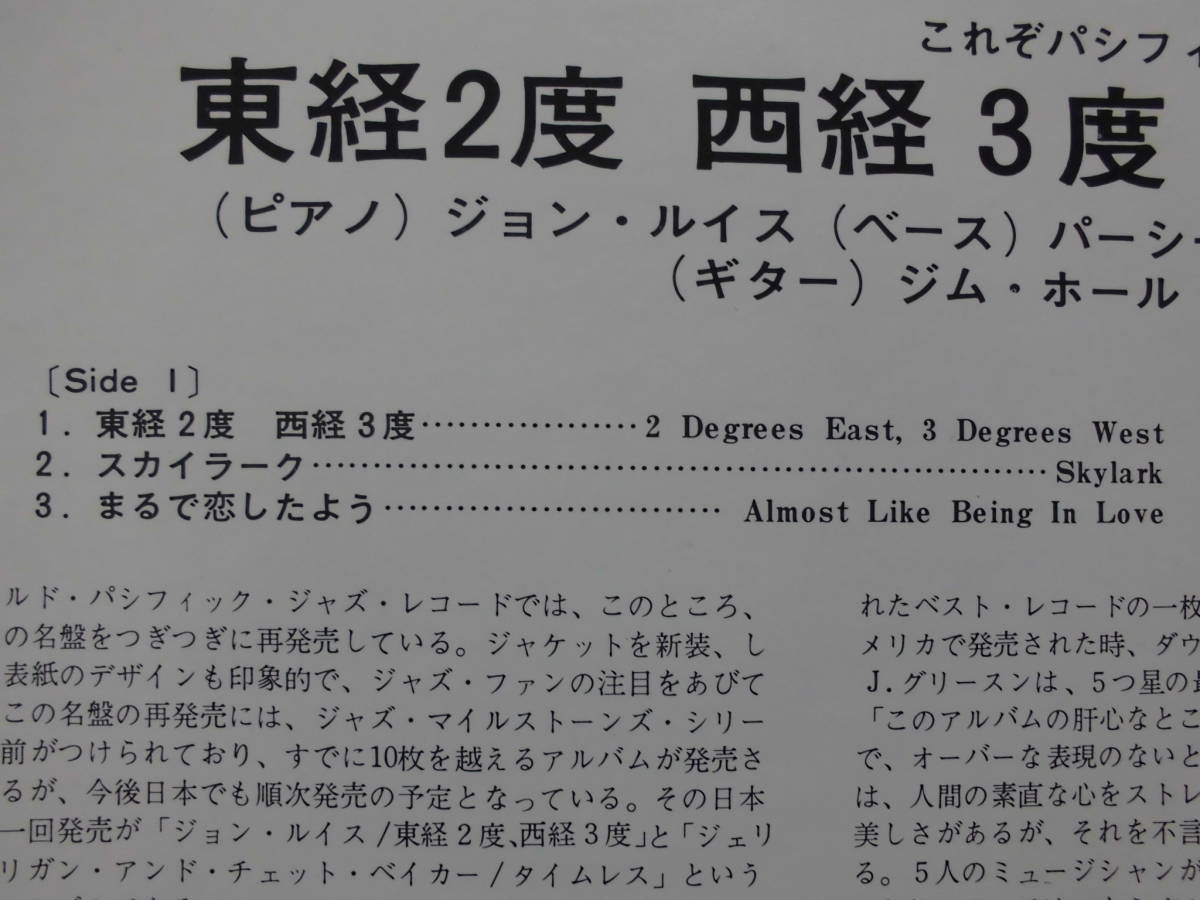 これぞパシフィ
東経2度 西経 3度
(ピアノ) ジョン・ルイス (ベース) パーシー
(ギター) ジム・ホール
〔Side I〕
1. 東経2度 西経3度…………………2 Degrees East, 3 Degrees West
2. スカイラーク……………………………………………………………Skylark
3. まるで恋したよう………………………… Almost Like Being In Love
ルド・パシフィック・ジャズ・レコードでは、このところ、
の名盤をつぎつぎに再発売している。ジャケットを新装、し
表紙のデザインも印象的で、ジャズ・ファンの注目をあびて
この名盤の再発売には、ジャズ・マイルストーンズ・シリー
前がつけられており、すでに10枚を越えるアルバムが発売さ
るが、今後日本でも順次発売の予定となっている。その日本
一回発売が「ジョン・ルイス/東経2度、西経3度」と「ジェリ
リガン・アンド・チェット・ベイカー/タイムレス」という
れたベスト・レコードの一枚
メリカで発売された時、ダウ
J.グリースンは、5つ星の
「このアルバムの肝心なとこ
で、オーバーな表現のないと
は、人間の素直な心をストレ
美しさがあるが、それを不言
る。5人のミュージシャンが